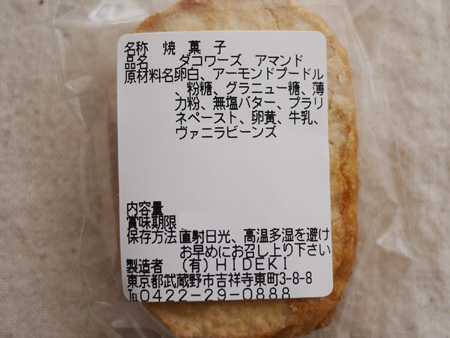 名称 焼菓子
品名 ダコワーズ アマンド
原材料名卵白、アーモンドプードル
、粉糖、グラニュー糖、薄
力粉、無塩バター、プラリ
ネペースト、卵黄、牛乳、
ヴァニラビーンズ
内容量
賞味期限
保存方法 直射日光、高温多湿を避け
お早めにお召し上り下さい
製造者 (有)HIDEKI
東京都武蔵野市吉祥寺東町3-8-8
℡0422-29-0888